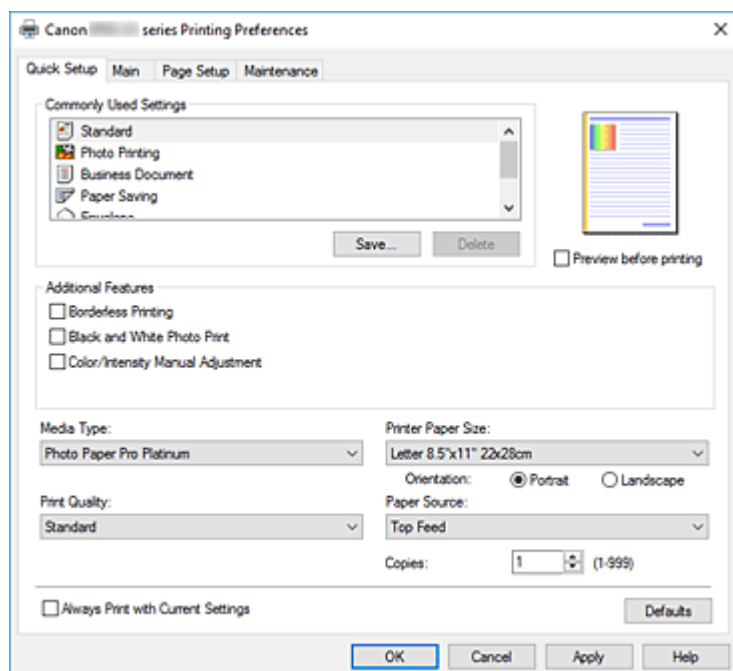 Canon series Printing Preferences
Quick Setup Main Page Setup Maintenance
Commonly Used Settings
Standard
Photo Printing
Business Document
Paper Saving
Envelope
Save... Delete
Preview before printing
Additional Features
Borderless Printing
Black and White Photo Print
Color/Intensity Manual Adjustment
Media Type: Printer Paper Size:
Photo Paper Pro Platinum Letter 8.5"x11" 22x28cm
Orientation: Portrait Landscape
Print Quality: Paper Source:
Standard Top Feed
Copies: 1 (1-999)
Always Print with Current Settings Defaults
OK Cancel Apply Help